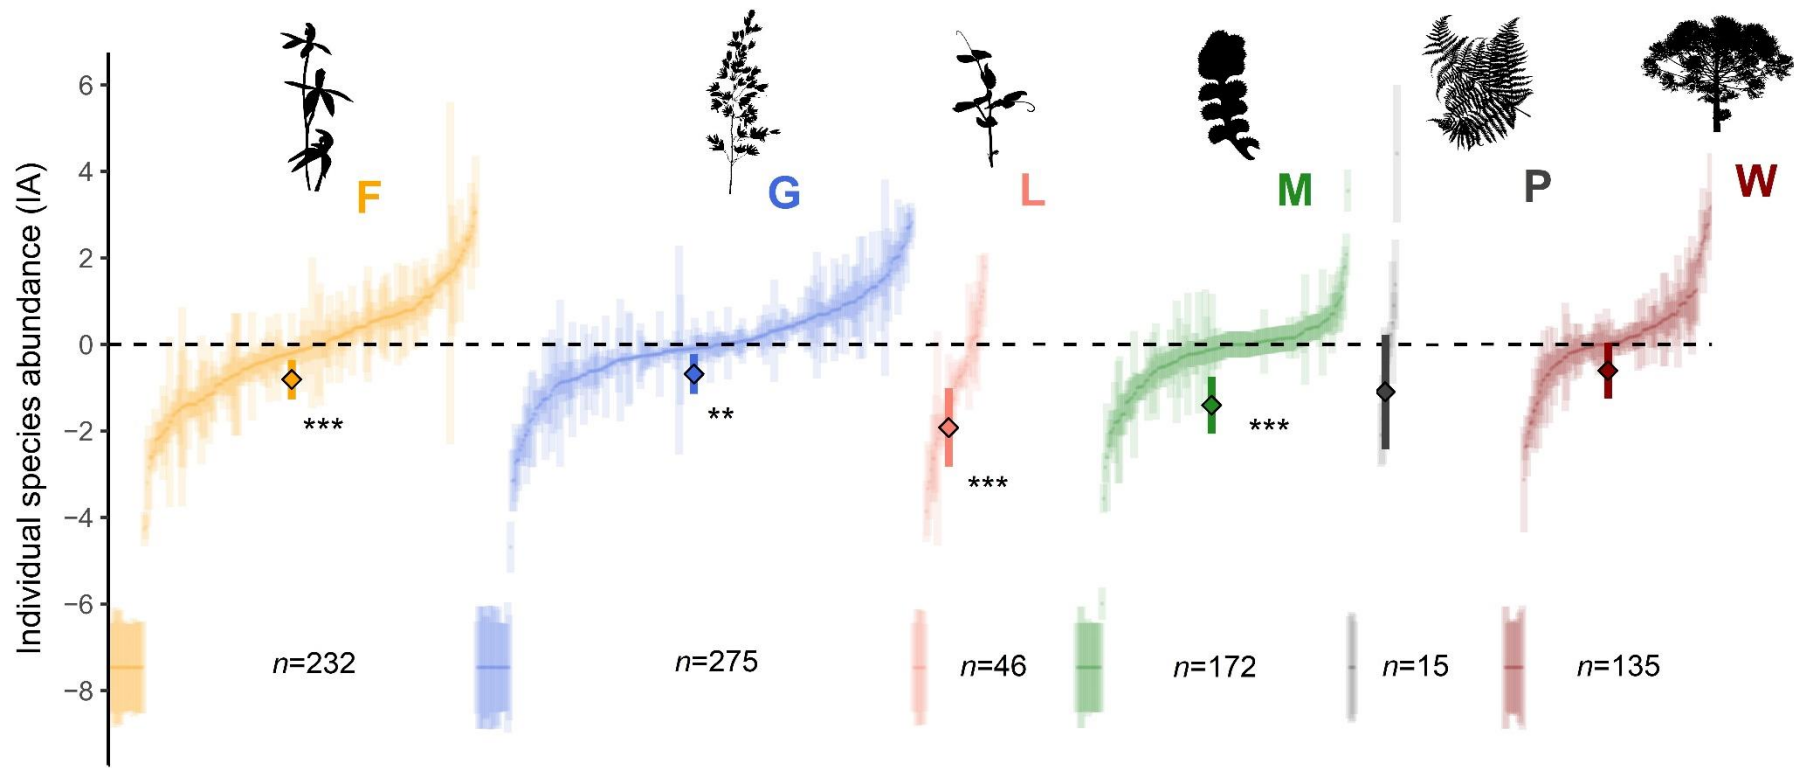 Individual species abundance (IA)
6
4
2
0
−2
−4
−6
−8
F
G
L
M
P
W
***
**
***
***
n=232
n=275
n=46
n=172
n=15
n=135